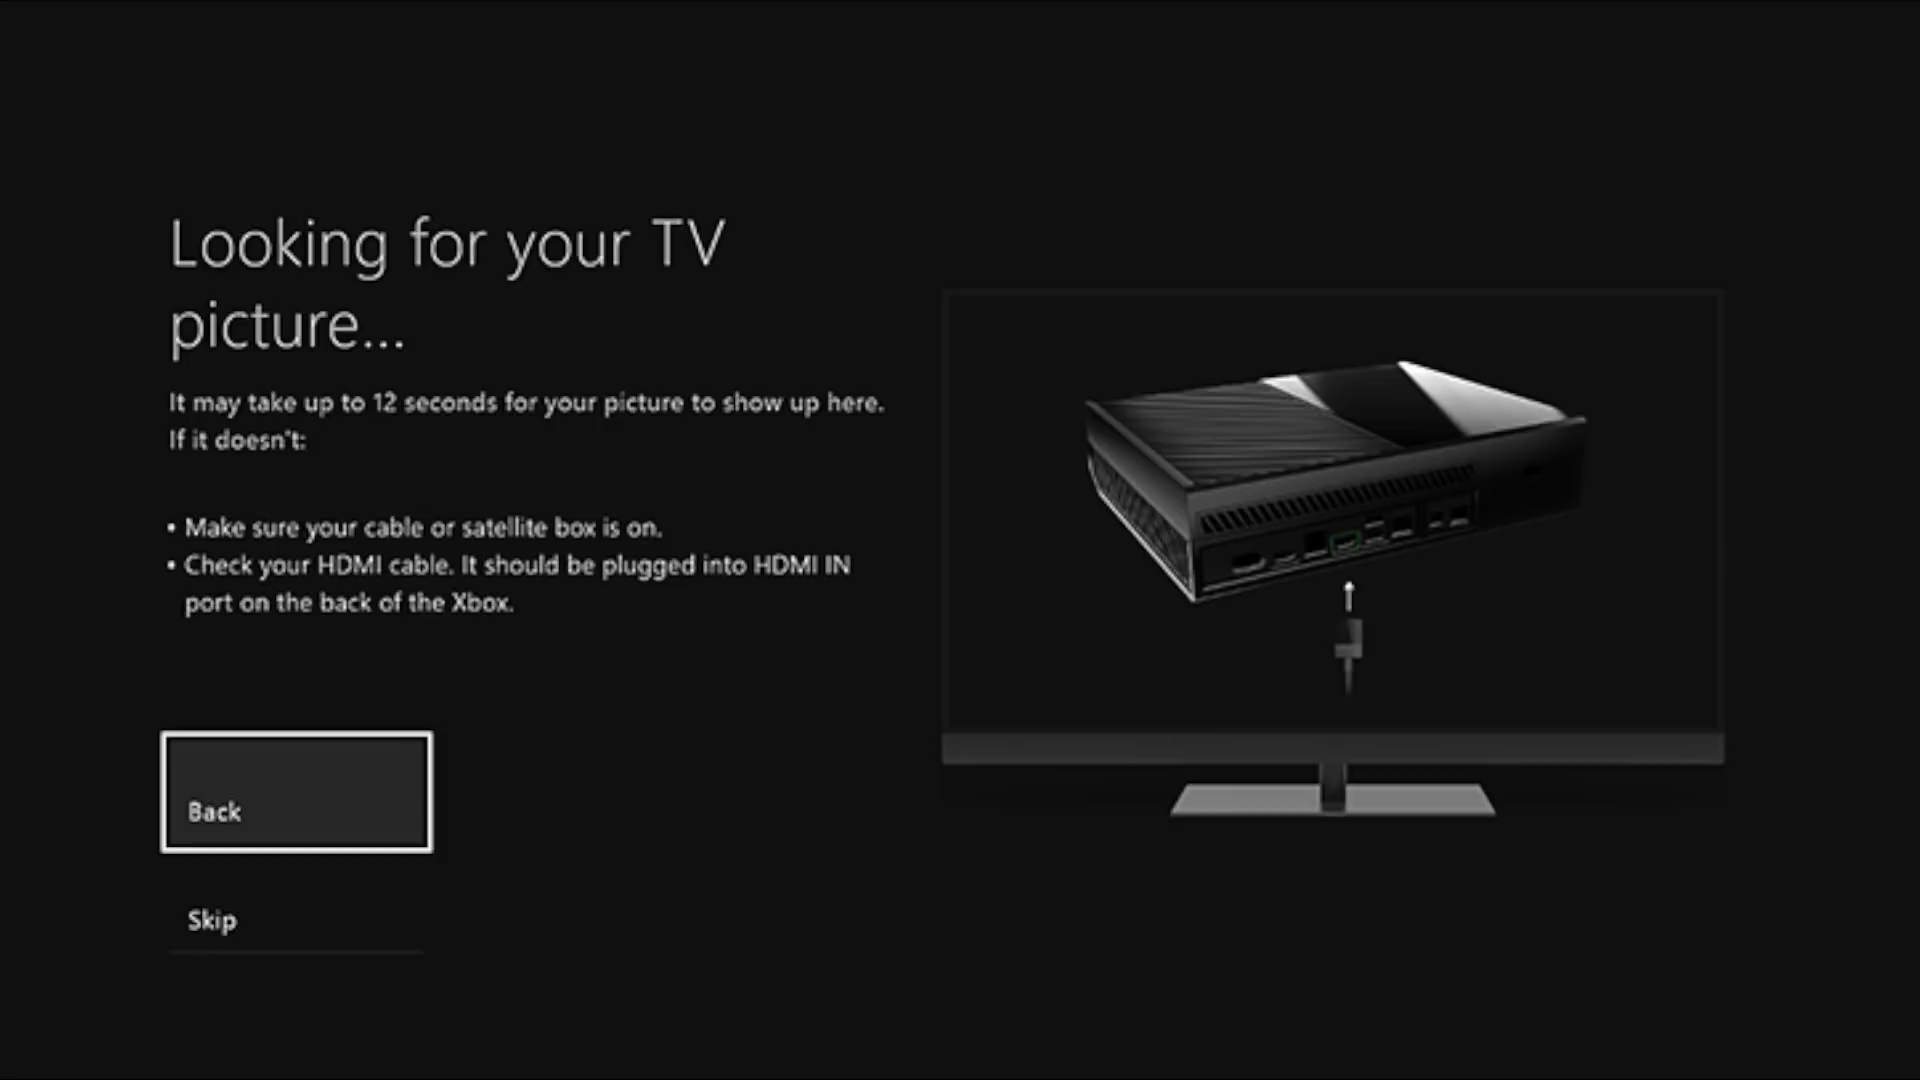 Looking for your TV
picture...
It may take up to 12 seconds for your picture to show up here.
If it doesn't:
• Make sure your cable or satellite box is on.
• Check your HDMI cable. It should be plugged into HDMI IN
port on the back of the Xbox.
Back
Skip